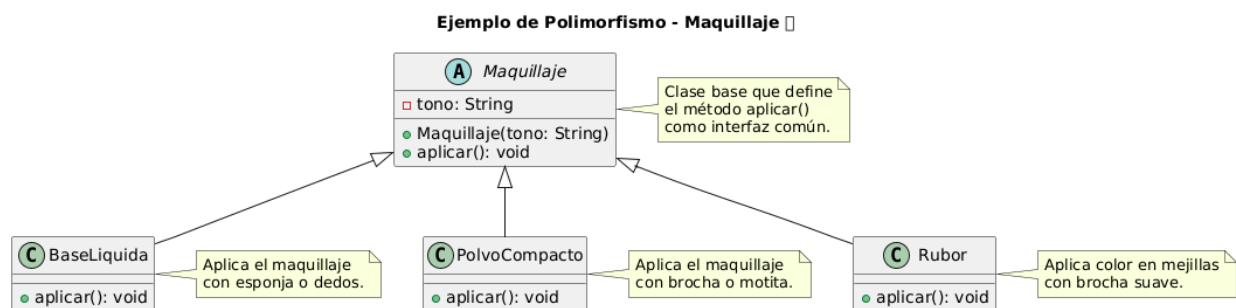 Ejemplo de Polimorfismo - Maquillaje
A Maquillaje
tono: String
Maquillaje(tono: String)
aplicar(): void
Clase base que define
el método aplicar()
como interfaz común.
C BaseLiquida
aplicar(): void
Aplica el maquillaje
con esponja o dedos.
C PolvoCompacto
aplicar(): void
Aplica el maquillaje
con brocha o motita.
C Rubor
aplicar(): void
Aplica color en mejillas
con brocha suave.